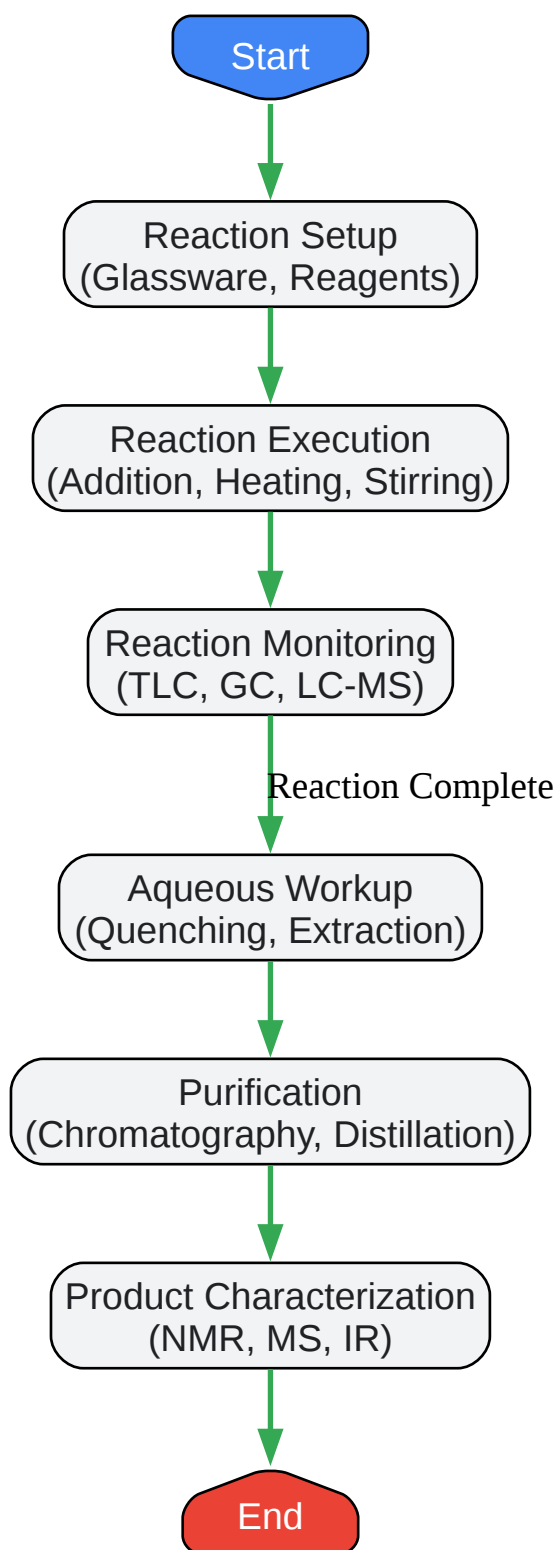 Start
Reaction Setup
(Glassware, Reagents)
Reaction Execution
(Addition, Heating, Stirring)
Reaction Monitoring
(TLC, GC, LC-MS)
Reaction Complete
Aqueous Workup
(Quenching, Extraction)
Purification
(Chromatography, Distillation)
Product Characterization
(NMR, MS, IR)
End